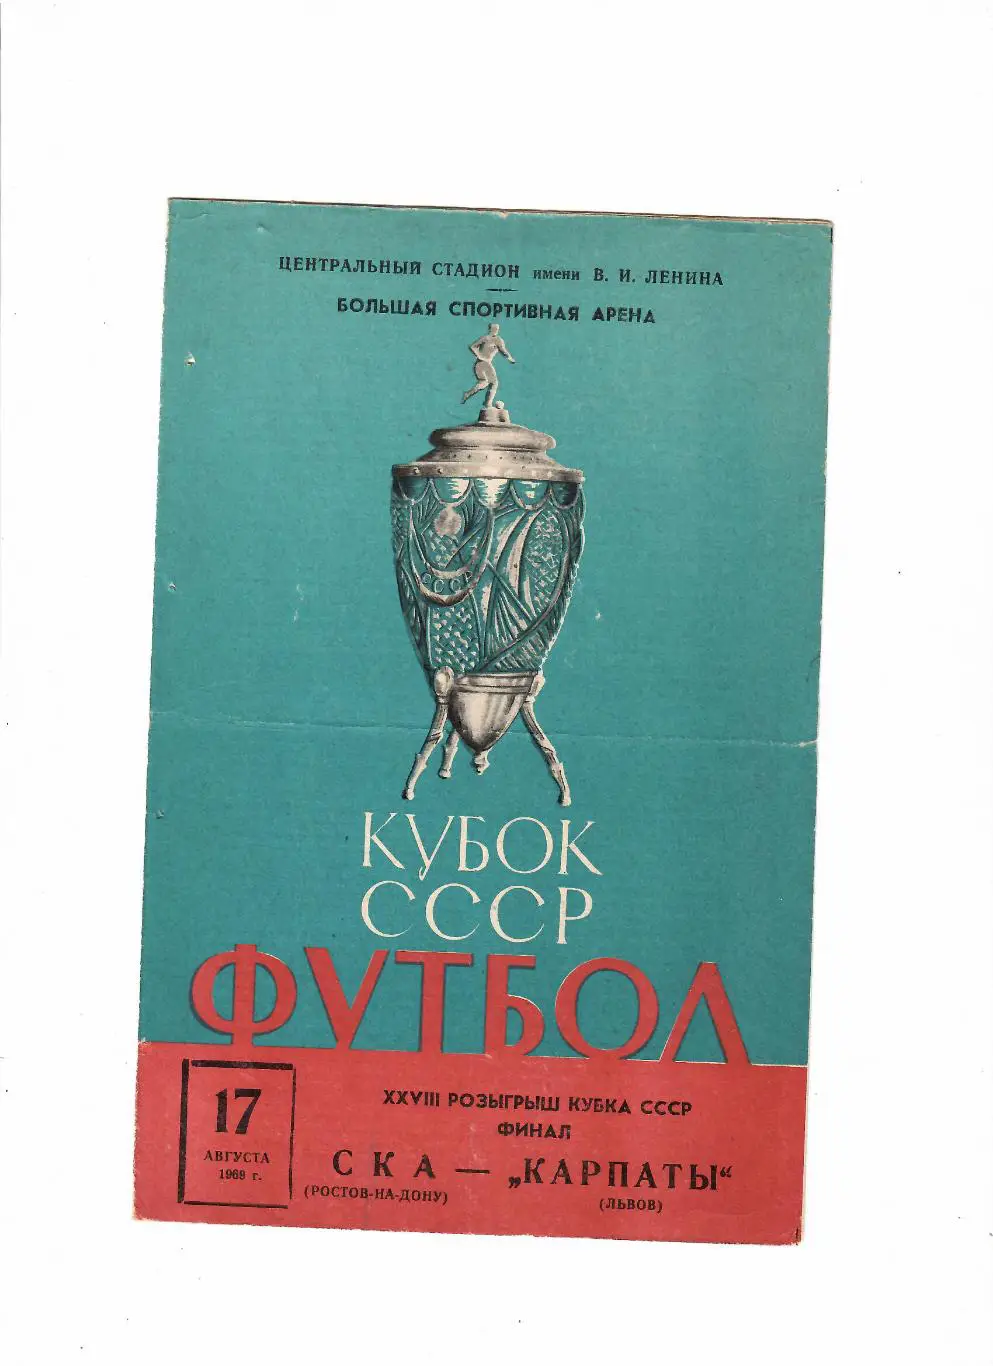 ЦЕНТРАЛЬНЫЙ СТАДИОН имени В. И. ЛЕНИНА
БОЛЬШАЯ СПОРТИВНАЯ АРЕНА
СССР
КУБОК
СССР
ФУТБОЛ
17
АВГУСТА
1969 г.
XXVIII РОЗЫГРЫШ КУБКА СССР
ФИНАЛ
СКА — „КАРПАТЫ“
(РОСТОВ-НА-ДОНУ)
(ЛЬВОВ)